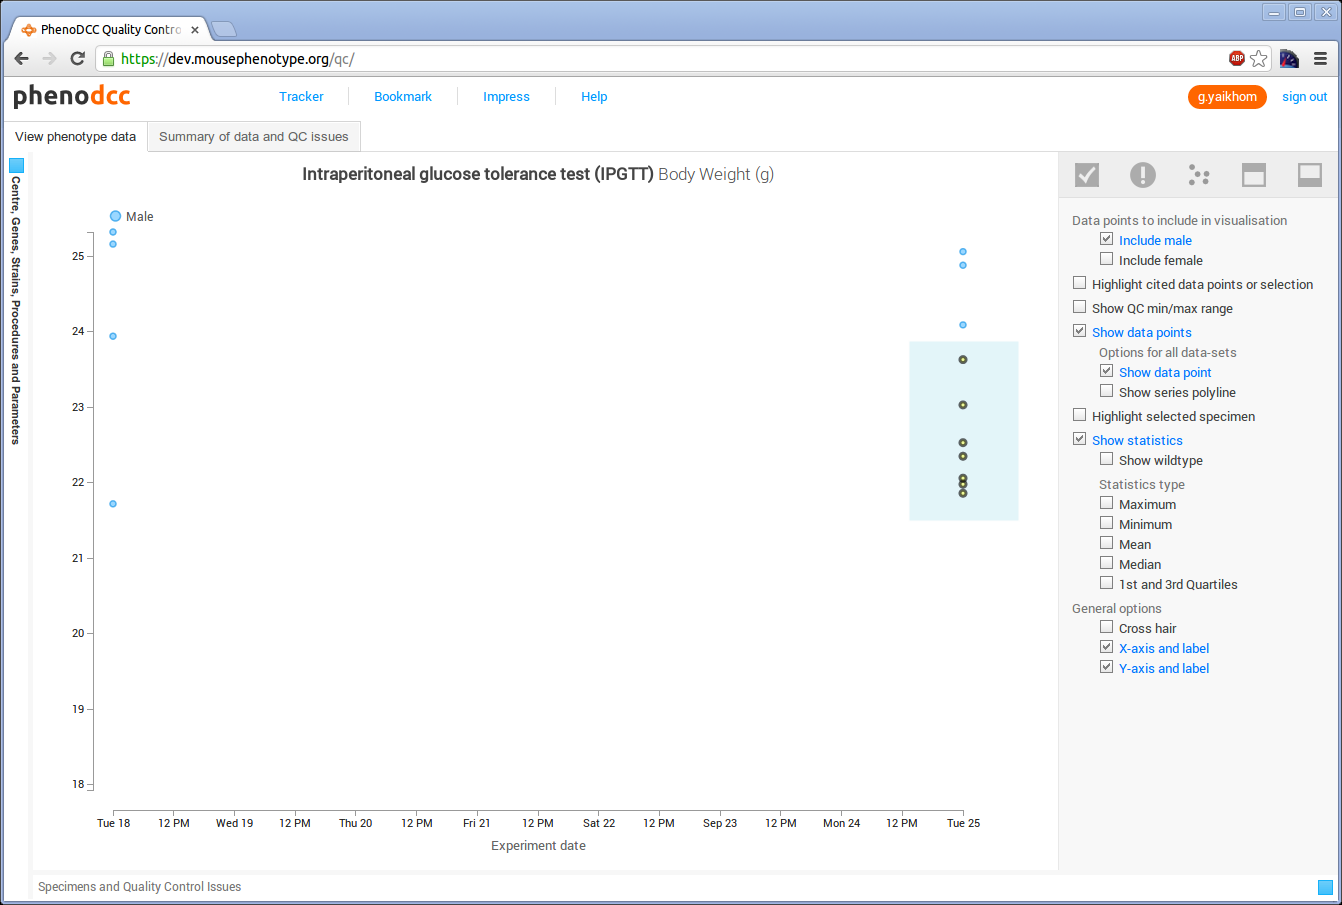 PhenoDCC Quality Contro
https://dev.mousephenotype.org/qc/
ABP
phenodcc
Tracker
Bookmark
Impress
Help
g.yaikhom
sign out
View phenotype data
Summary of data and QC issues
Centre, Genes, Strains, Procedures and Parameters
Intraperitoneal glucose tolerance test (IPGTT) Body Weight (g)
Male
25
24
23
22
21
20
19
18
Tue 18
12 PM
Wed 19
12 PM
Thu 20
12 PM
Fri 21
12 PM
Sat 22
12 PM
Sep 23
12 PM
Mon 24
12 PM
Tue 25
Experiment date
Data points to include in visualisation
Include male
Include female
Highlight cited data points or selection
Show QC min/max range
Show data points
Options for all data-sets
Show data point
Show series polyline
Highlight selected specimen
Show statistics
Show wildtype
Statistics type
Maximum
Minimum
Mean
Median
1st and 3rd Quartiles
General options
Cross hair
X-axis and label
Y-axis and label
Specimens and Quality Control Issues